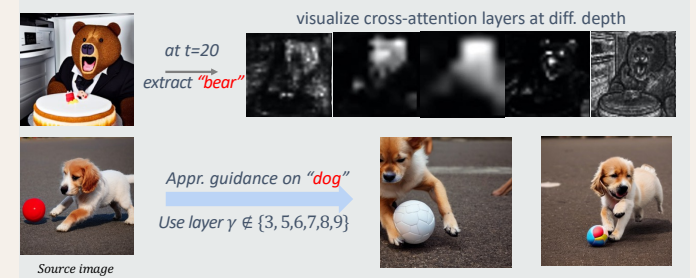 visualize cross-attention layers at diff. depth
at t=20
extract “bear”
Appr. guidance on “dog”
Use layer γ ∉ {3, 5,6,7,8,9}
Source image